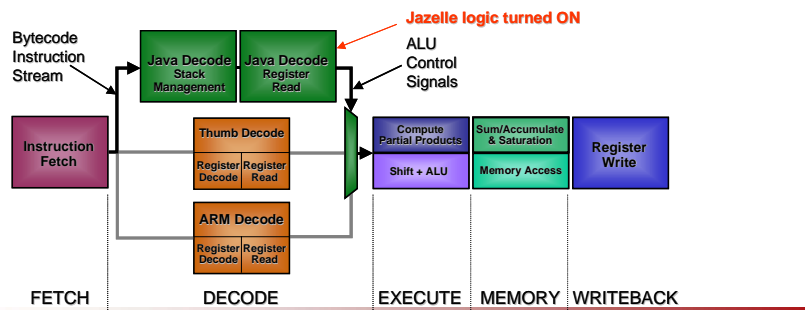 Jazelle logic turned ON
Bytecode
Instruction
Stream
Java Decode
Stack
Management
Java Decode
Register
Read
ALU
Control
Signals
Instruction
Fetch
Thumb Decode
Register
Decode
Register
Read
ARM Decode
Register
Decode
Register
Read
Compute
Partial Products
Shift + ALU
Sum/Accumulate
& Saturation
Memory Access
Register
Write
FETCH
DECODE
EXECUTE
MEMORY
WRITEBACK